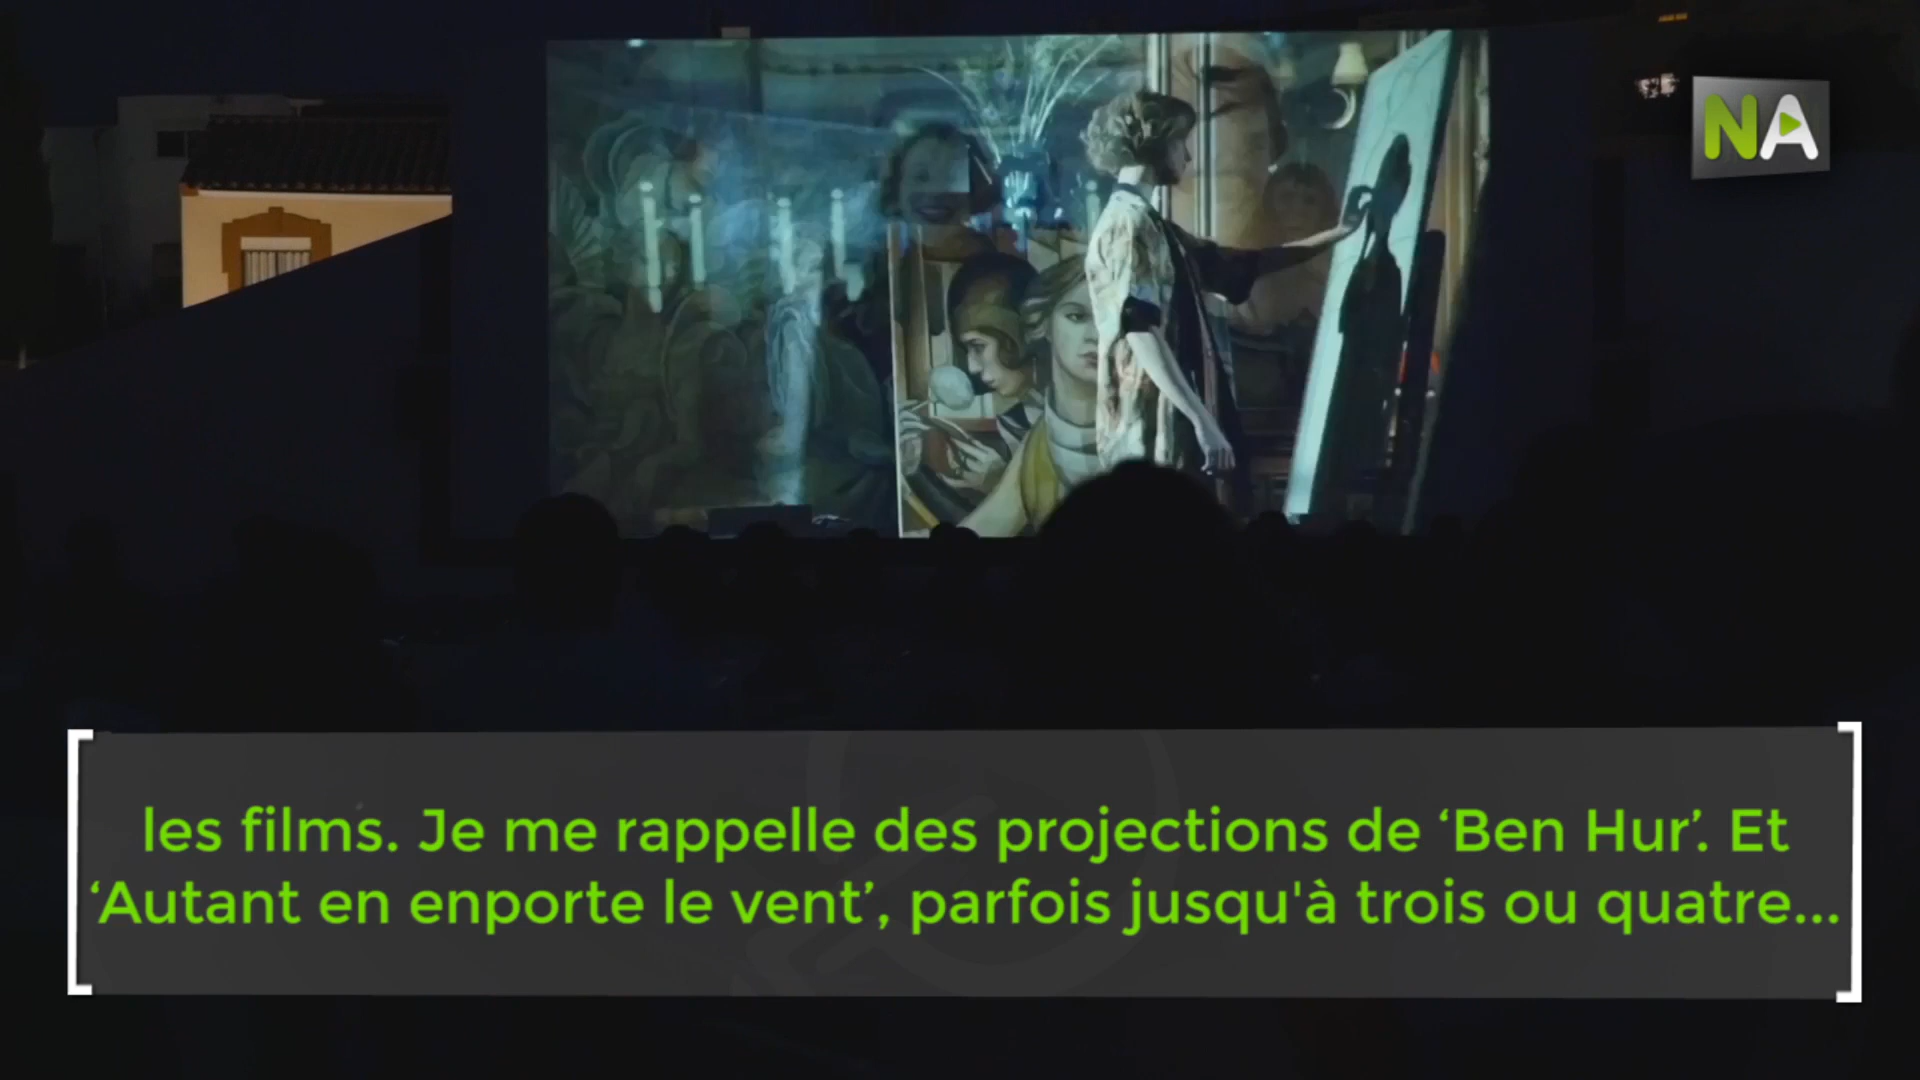 NA
les films. Je me rappelle des projections de ‘Ben Hur’. Et
‘Autant en enporte le vent’, parfois jusqu'à trois ou quatre...